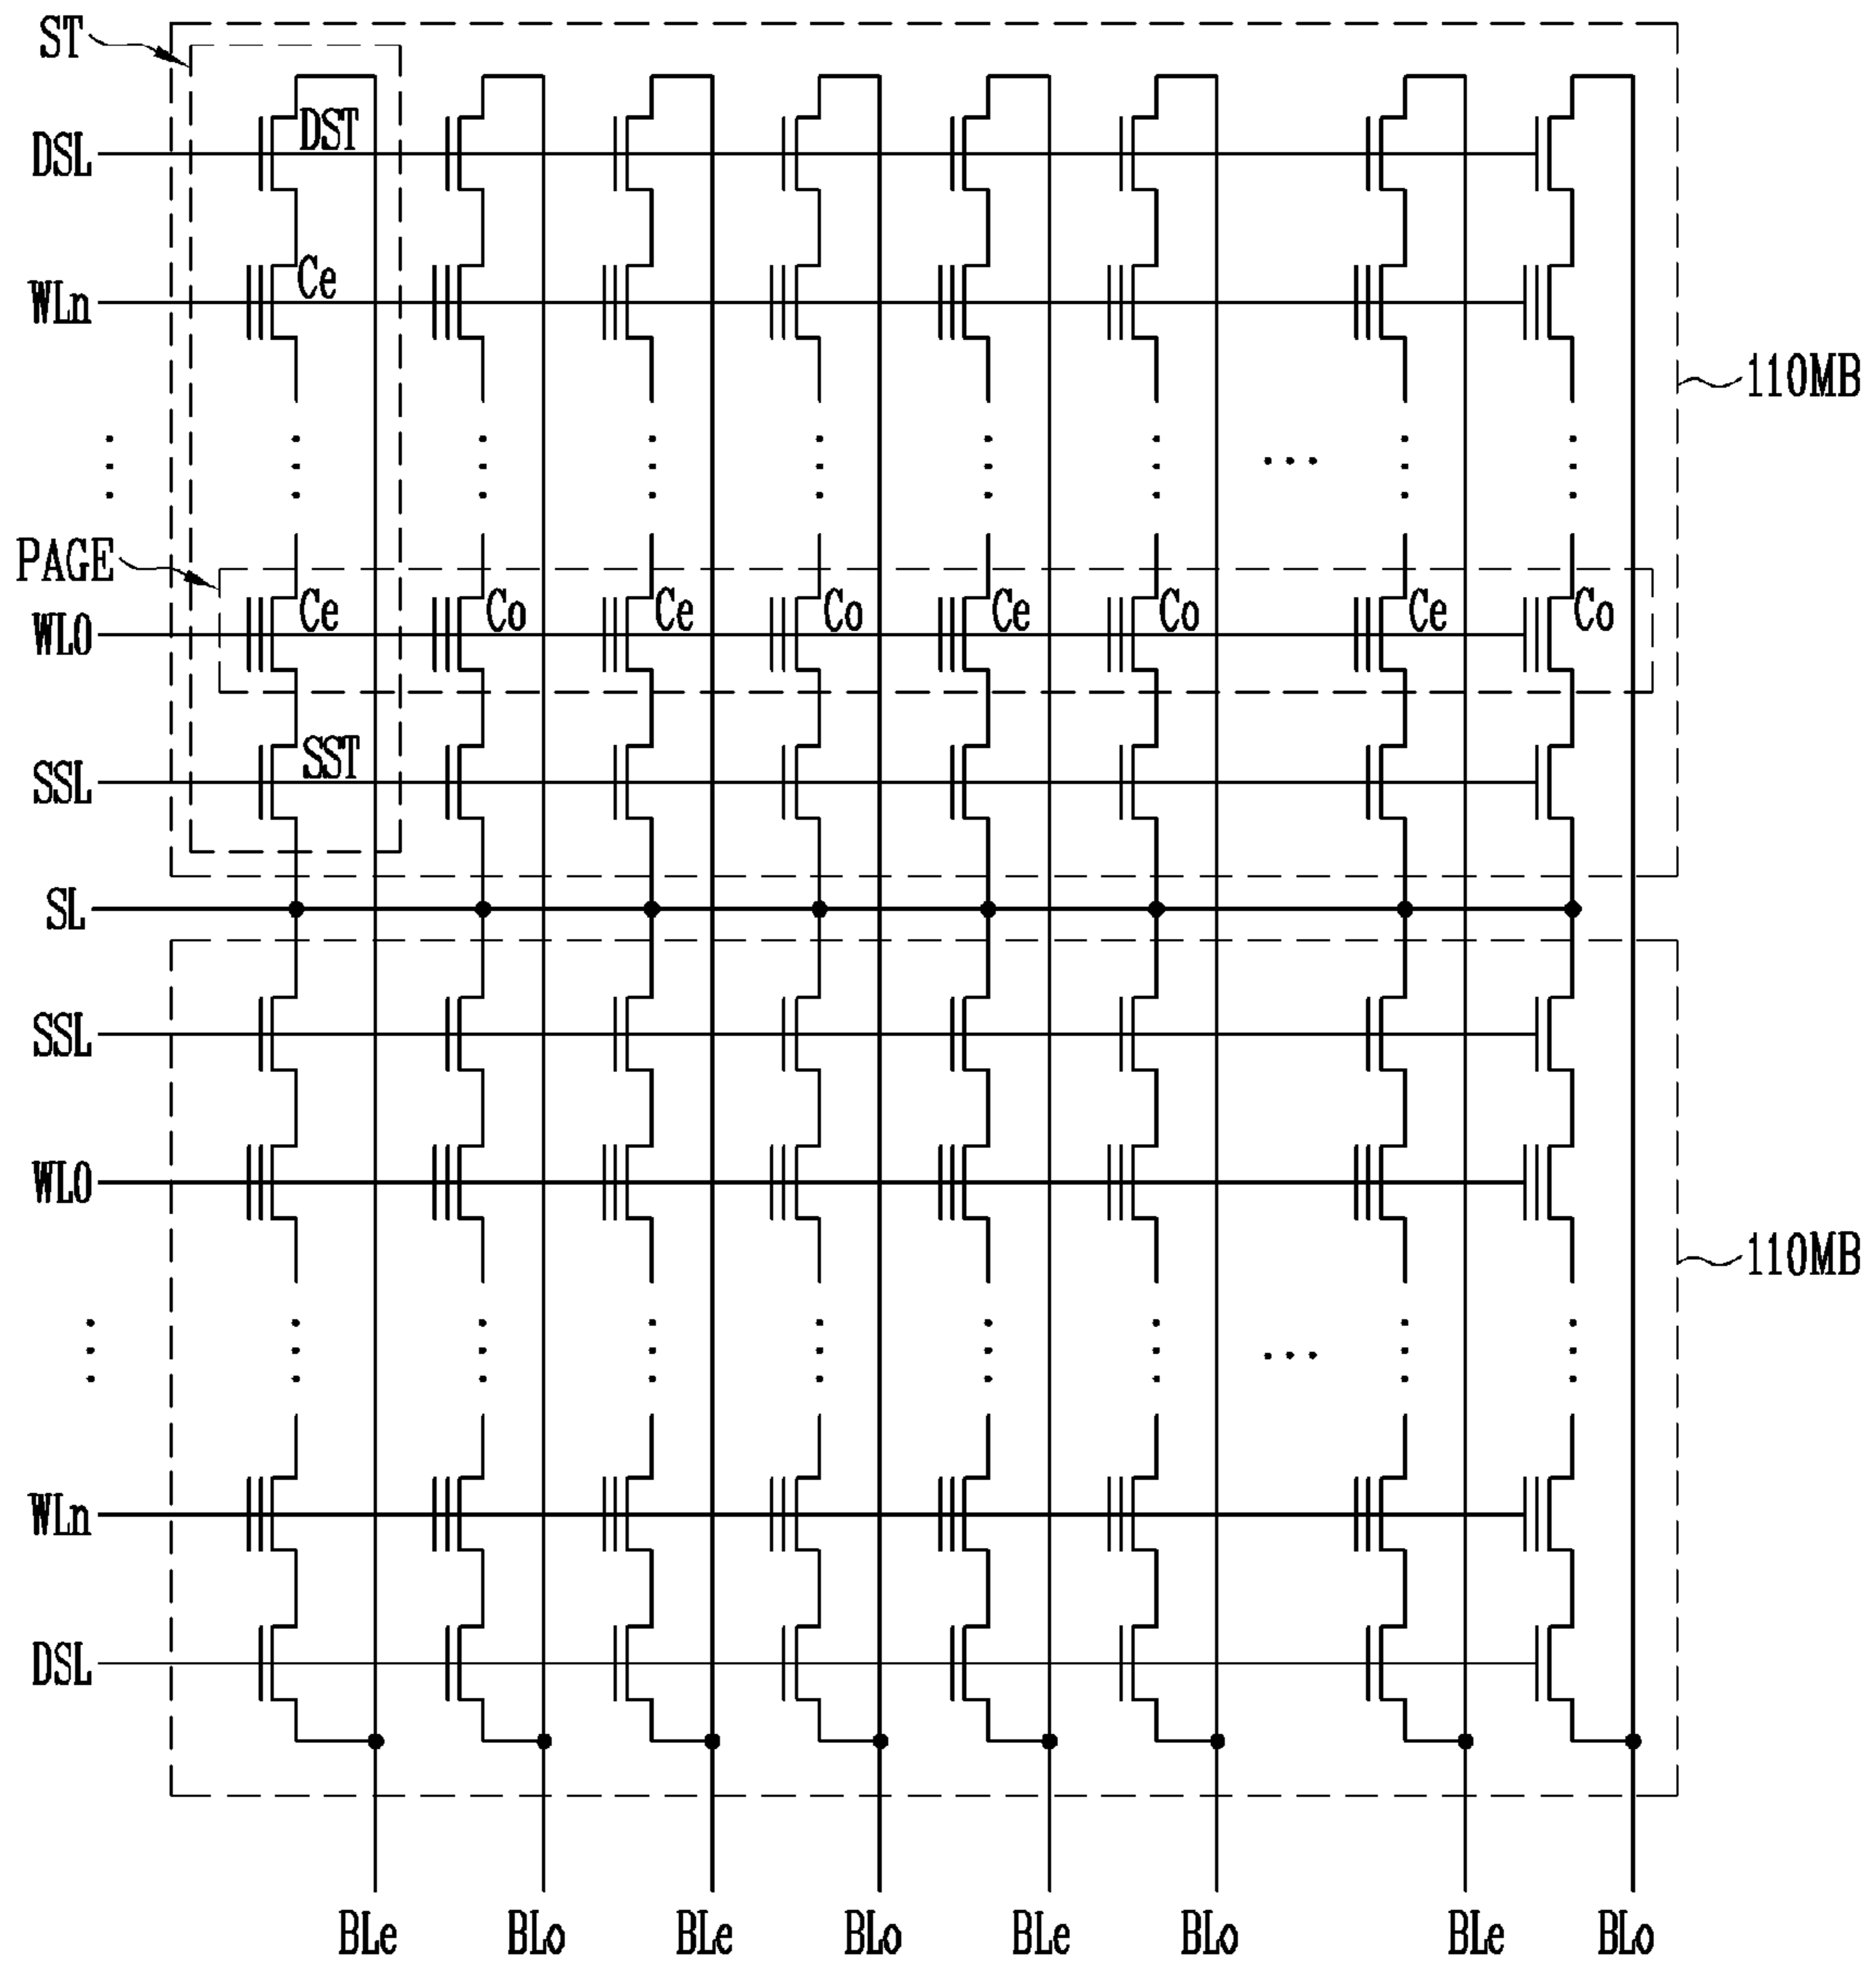 ST
DST
DSL
Ce
WLn
110MB
PAGE
Ce Co Ce Co Ce Co Ce Co
WL0
SST
SSL
SL
SSL
WL0
110MB
WLn
DSL
BLe BLo BLe BLo BLe BLo BLe BLo